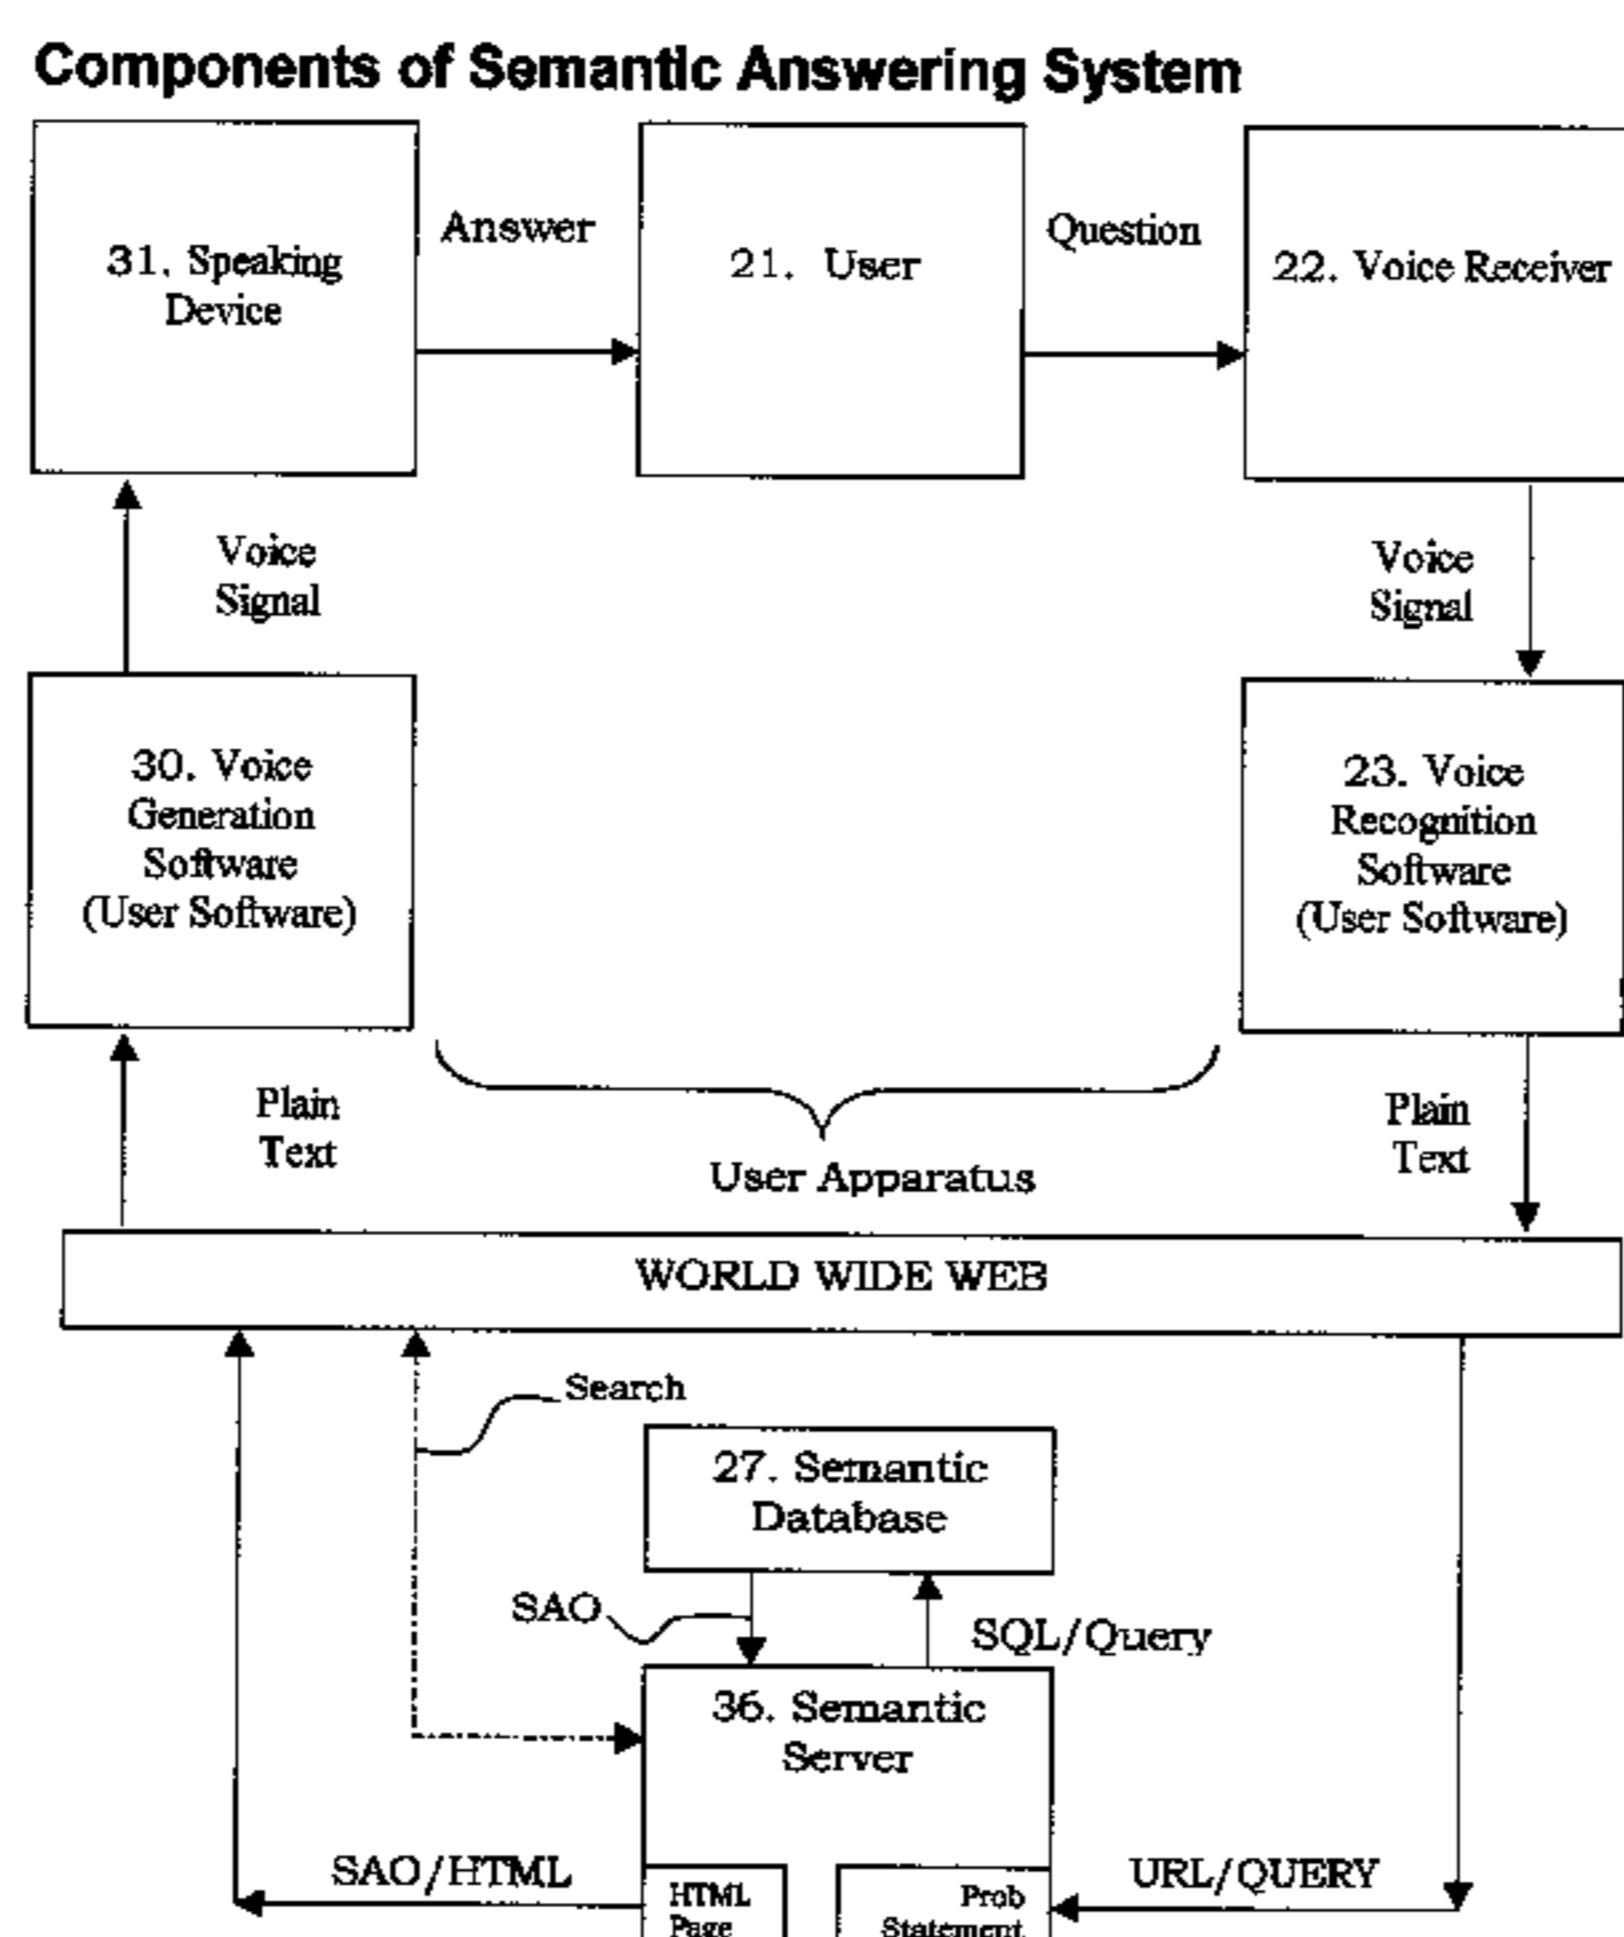 Components of Semantic Answering System
31. Speaking
Device
Answer
21. User
Question
22. Voice Receiver
Voice
Signal
Voice
Signal
30. Voice
Generation
Software
(User Software)
23. Voice
Recognition
Software
(User Software)
Plain
Text
User Apparatus
Plain
Text
WORLD WIDE WEB
Search
27. Semantic
Database
SAO
SQL/Query
36. Semantic
Server
SAO/HTML
HTML
Page
Prob
Statement
URL/QUERY